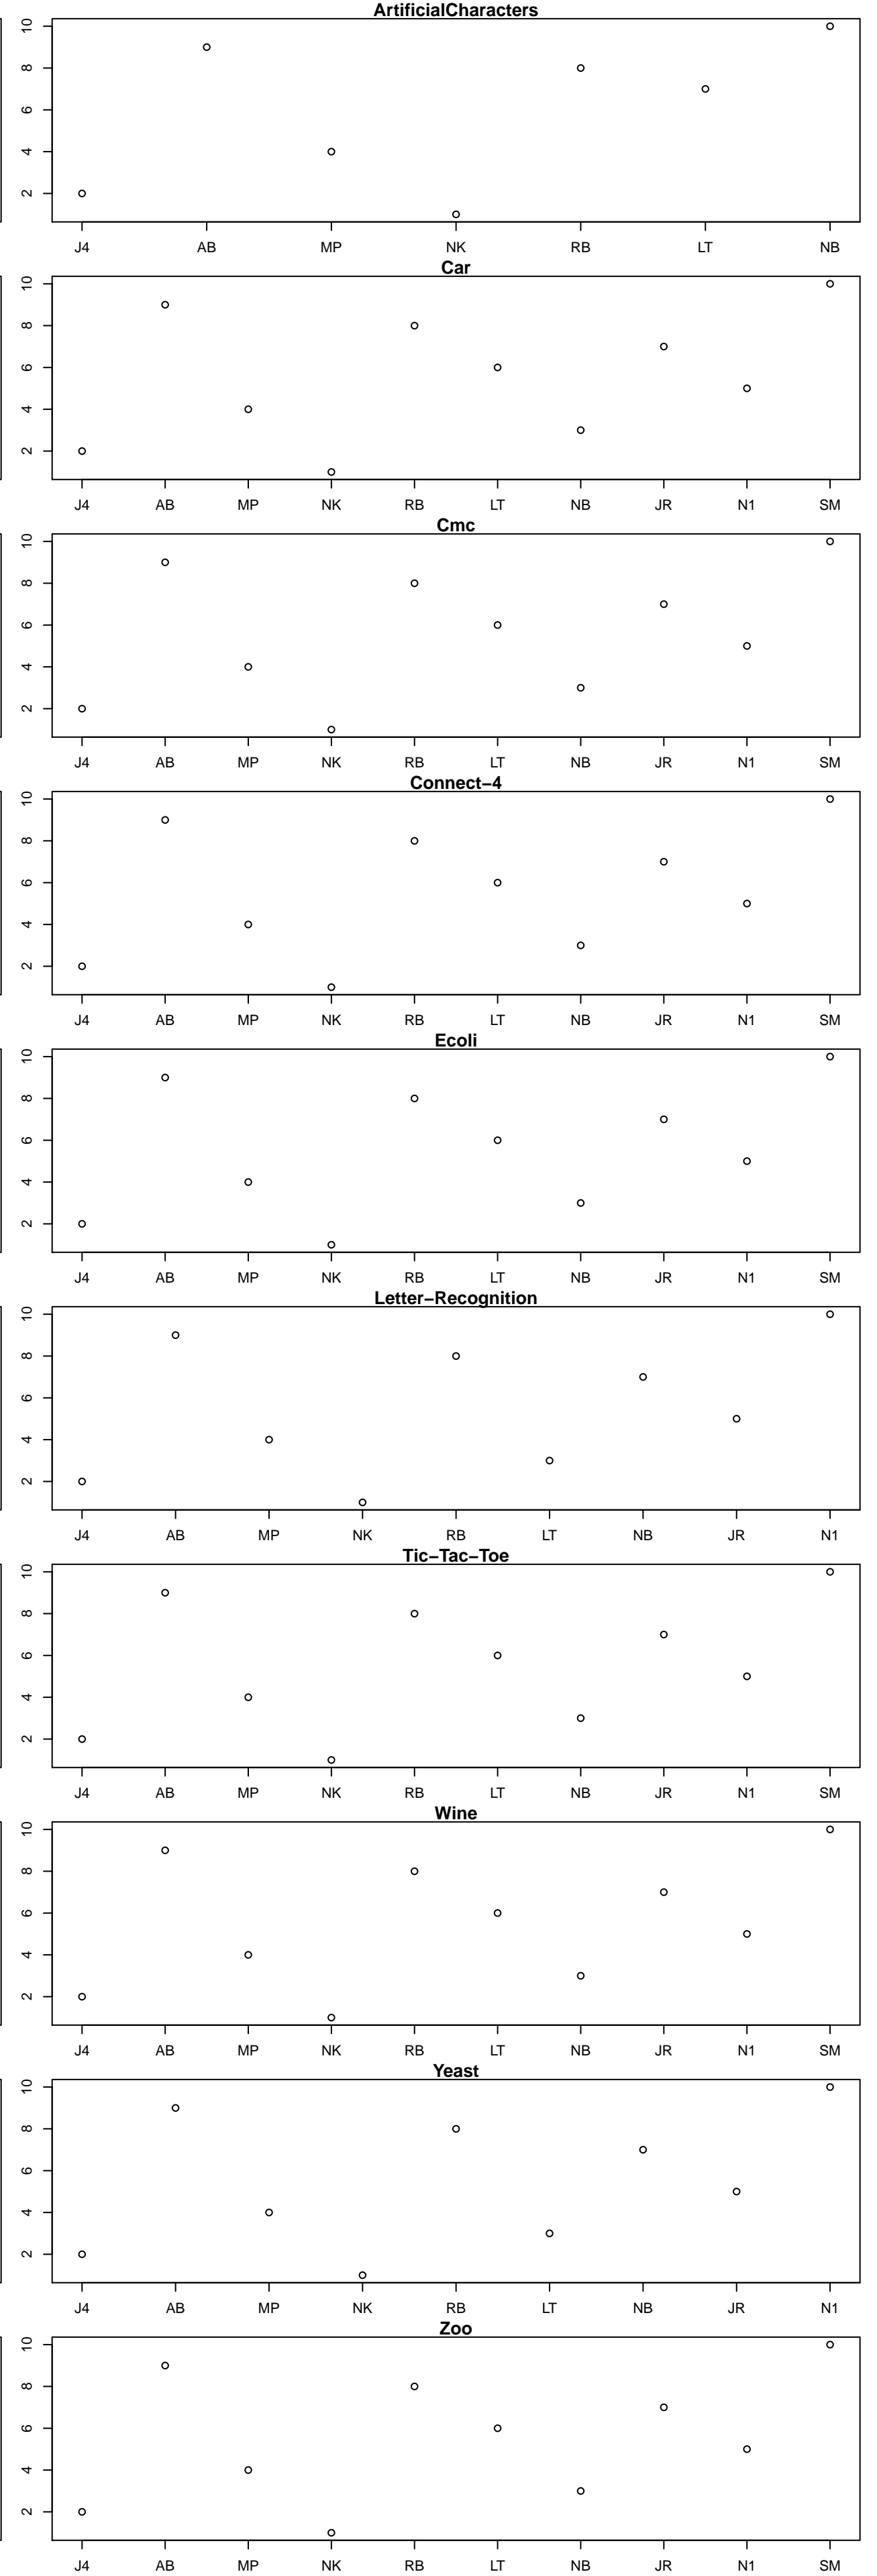 ArtificialCharacters
10
8
6
4
2
J4 AB MP NK RB LT NB
Car
10
8
6
4
2
J4 AB MP NK RB LT NB JR N1 SM
Cmc
10
8
6
4
2
J4 AB MP NK RB LT NB JR N1 SM
Connect−4
10
8
6
4
2
J4 AB MP NK RB LT NB JR N1 SM
Ecoli
10
8
6
4
2
J4 AB MP NK RB LT NB JR N1 SM
Letter−Recognition
10
8
6
4
2
J4 AB MP NK RB LT NB JR N1
Tic−Tac−Toe
10
8
6
4
2
J4 AB MP NK RB LT NB JR N1 SM
Wine
10
8
6
4
2
J4 AB MP NK RB LT NB JR N1 SM
Yeast
10
8
6
4
2
J4 AB MP NK RB LT NB JR N1
Zoo
10
8
6
4
2
J4 AB MP NK RB LT NB JR N1 SM